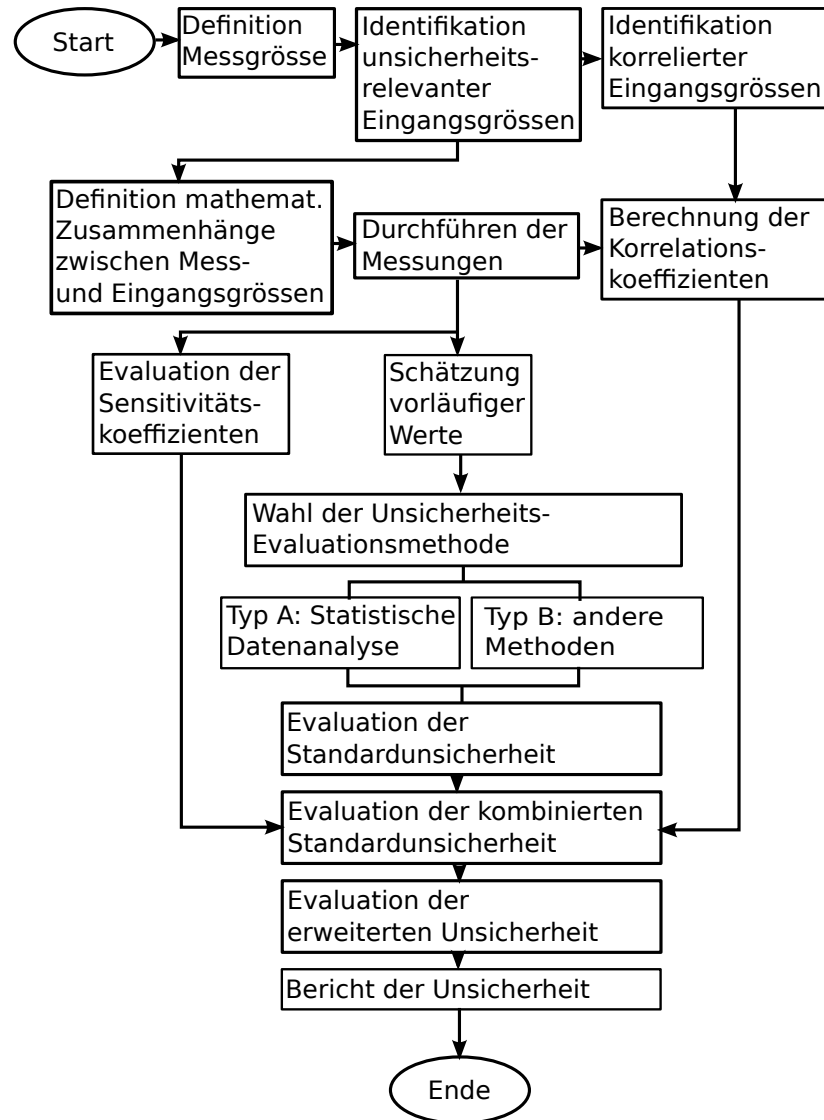 Start
Definition
Messgrösse
Identifikation
unsicherheits-
relevanter
Eingangsgrössen
Identifikation
korrelierter
Eingangsgrössen
Definition mathemat.
Zusammenhänge
zwischen Mess-
und Eingangsgrössen
Durchführen der
Messungen
Berechnung der
Korrelations-
koeffizienten
Evaluation der
Sensitivitäts-
koeffizienten
Schätzung
vorläufiger
Werte
Wahl der Unsicherheits-
Evaluationsmethode
Typ A: Statistische
Datenanalyse
Typ B: andere
Methoden
Evaluation der
Standardunsicherheit
Evaluation der kombinierten
Standardunsicherheit
Evaluation der
erweiterten Unsicherheit
Bericht der Unsicherheit
Ende